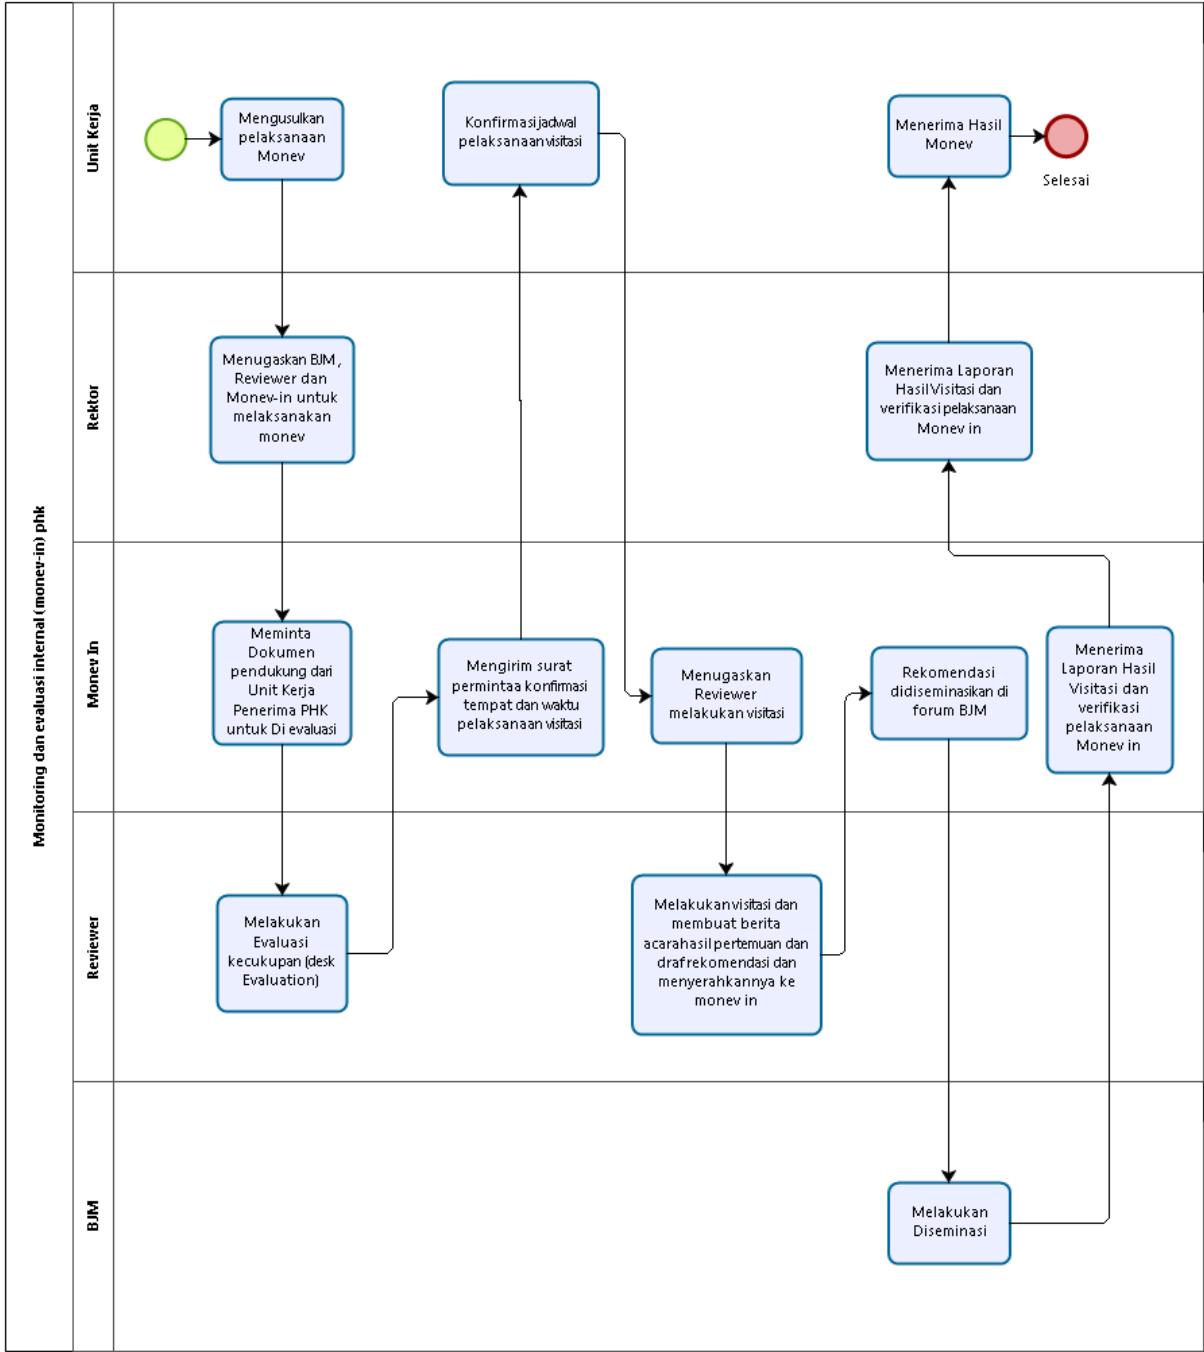 Monitoring dan evaluasi internal (monev-in) phk
Unit Kerja
Mengusulkan
pelaksanaan
Monev
Konfirmasi jadwal
pelaksanaan visitasi
Menerima Hasil
Monev
Selesai
Rektor
Menugaskan BJM,
Reviewer dan
Monev-in untuk
melaksanakan
monev
Menerima Laporan
Hasil Visitasi dan
verifikasi pelaksanaan
Monev in
Monev In
Meminta
Dokumen
pendukung dari
Unit Kerja
Penerima PHK
untuk Di evaluasi
Mengirim surat
permintaa konfirmasi
tempat dan waktu
pelaksanaan visitasi
Menugaskan
Reviewer
melakukan visitasi
Rekomendasi
didiseminasikan di
forum BJM
Menerima
Laporan Hasil
Visitasi dan
verifikasi
pelaksanaan
Monev in
Reviewer
Melakukan
Evaluasi
kecukupan (desk
Evaluation)
Melakukan visitasi dan
membuat berita
acara hasil pertemuan dan
draf rekomendasi dan
menyerahkannya ke
monev in
BJM
Melakukan
Diseminasi